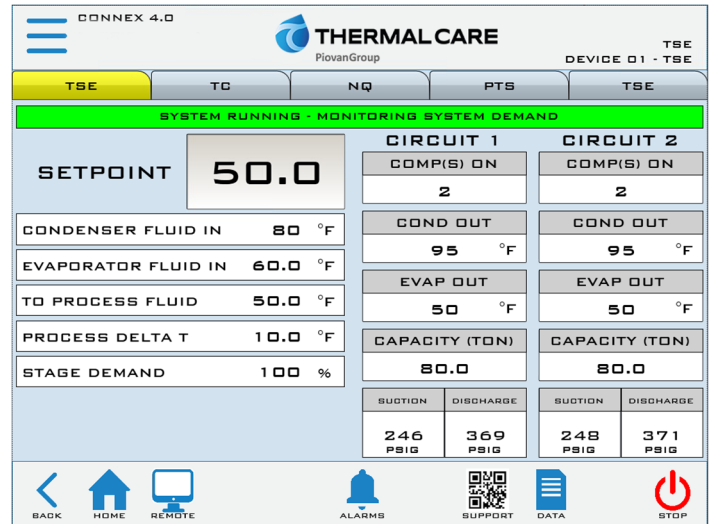 CONNEX 4.0
THERMALCARE
PiovanGroup
TSE
DEVICE 01 - TSE
TSE TC NQ PTS TSE
SYSTEM RUNNING - MONITORING SYSTEM DEMAND
SETPOINT 50.0
CONDENSER FLUID IN 80 °F
EVAPORATOR FLUID IN 60.0 °F
TO PROCESS FLUID 50.0 °F
PROCESS DELTA T 10.0 °F
STAGE DEMAND 100 %
CIRCUIT 1 CIRCUIT 2
COMP(S) ON COMP(S) ON
2 2
COND OUT COND OUT
95 °F 95 °F
EVAP OUT EVAP OUT
50 °F 50 °F
CAPACITY (TON) CAPACITY (TON)
80.0 80.0
SUCTION DISCHARGE SUCTION DISCHARGE
246 369 248 371
PSIG PSIG PSIG PSIG
BACK HOME REMOTE ALARMS SUPPORT DATA STOP